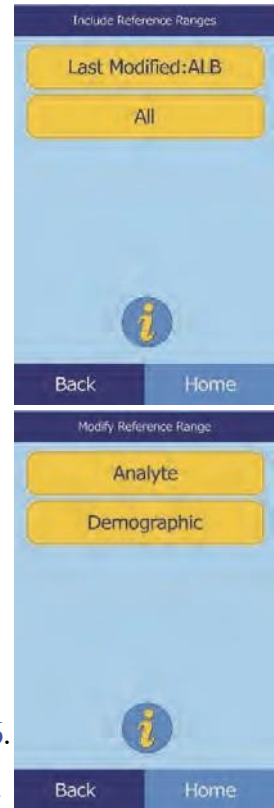 Include Reference Ranges
Last Modified:ALB
All
i
Back Home
Modify Reference Range
Analyte
Demographic
i
Back Home